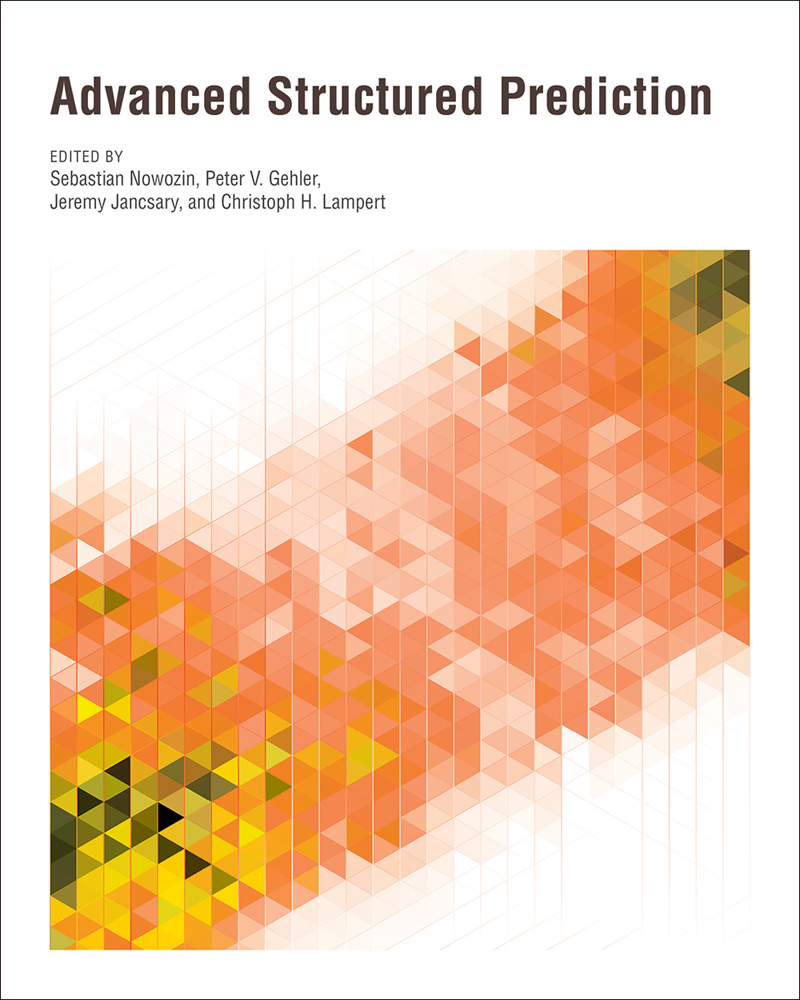 Advanced Structured Prediction
EDITED BY
Sebastian Nowozin, Peter V. Gehler,
Jeremy Jancsary, and Christoph H. Lampert